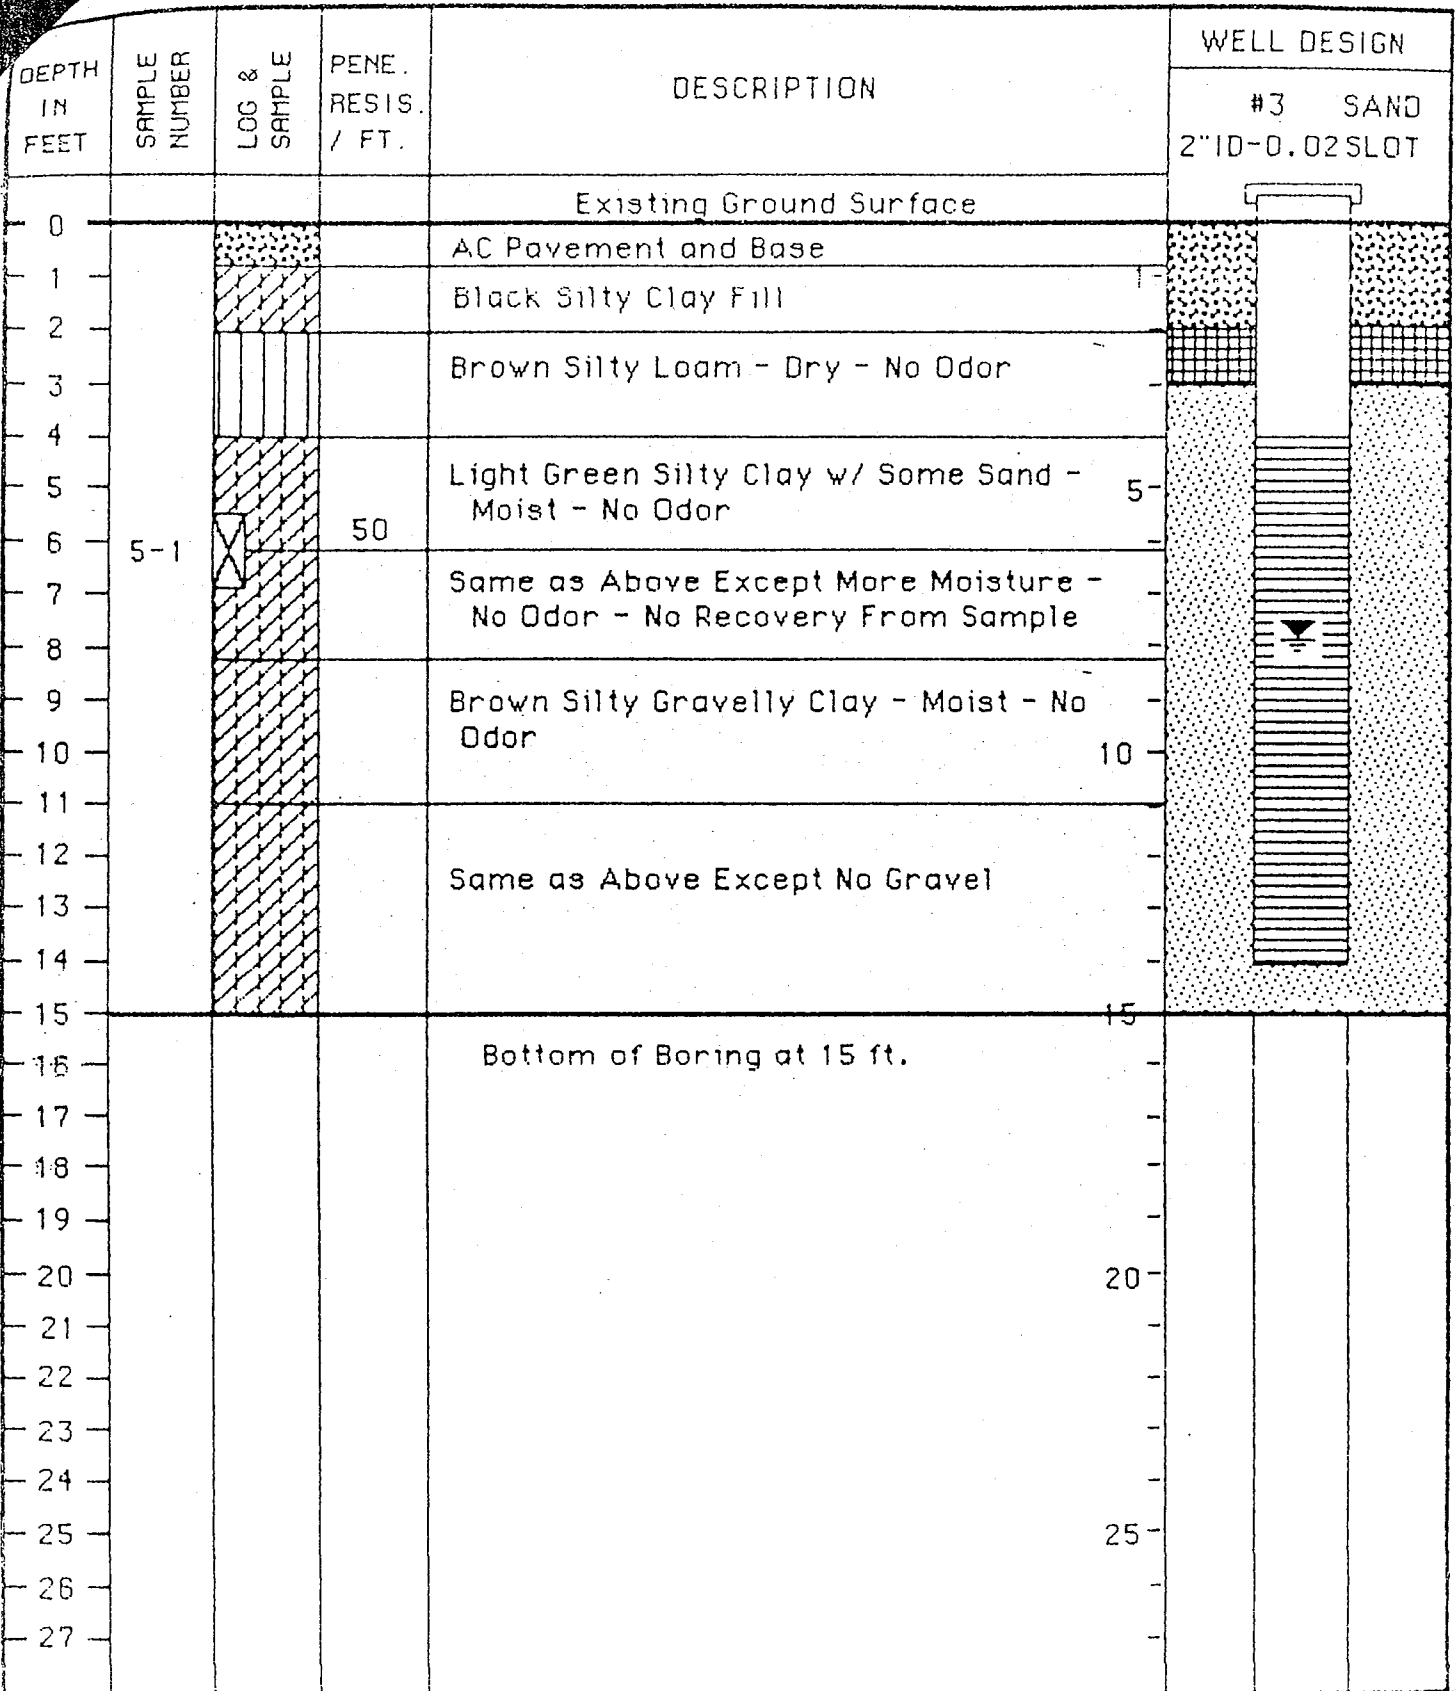 DEPTH
IN
FEET
SAMPLE
NUMBER
LOG &
SAMPLE
PENE.
RESIS.
/ FT.
DESCRIPTION
WELL DESIGN
#3 SAND
2"ID-0.02SLOT
Existing Ground Surface
0
AC Pavement and Base
1
1
Black Silty Clay Fill
2
Brown Silty Loam - Dry - No Odor
3
4
Light Green Silty Clay w/ Some Sand -
5
5
Moist - No Odor
50
6
5-1
Same as Above Except More Moisture -
7
No Odor - No Recovery From Sample
8
9
Brown Silty Gravelly Clay - Moist - No
Odor
10
10
11
12
Same as Above Except No Gravel
13
14
15
15
Bottom of Boring at 15 ft.
16
17
18
19
20
20
21
22
23
24
25
25
26
27